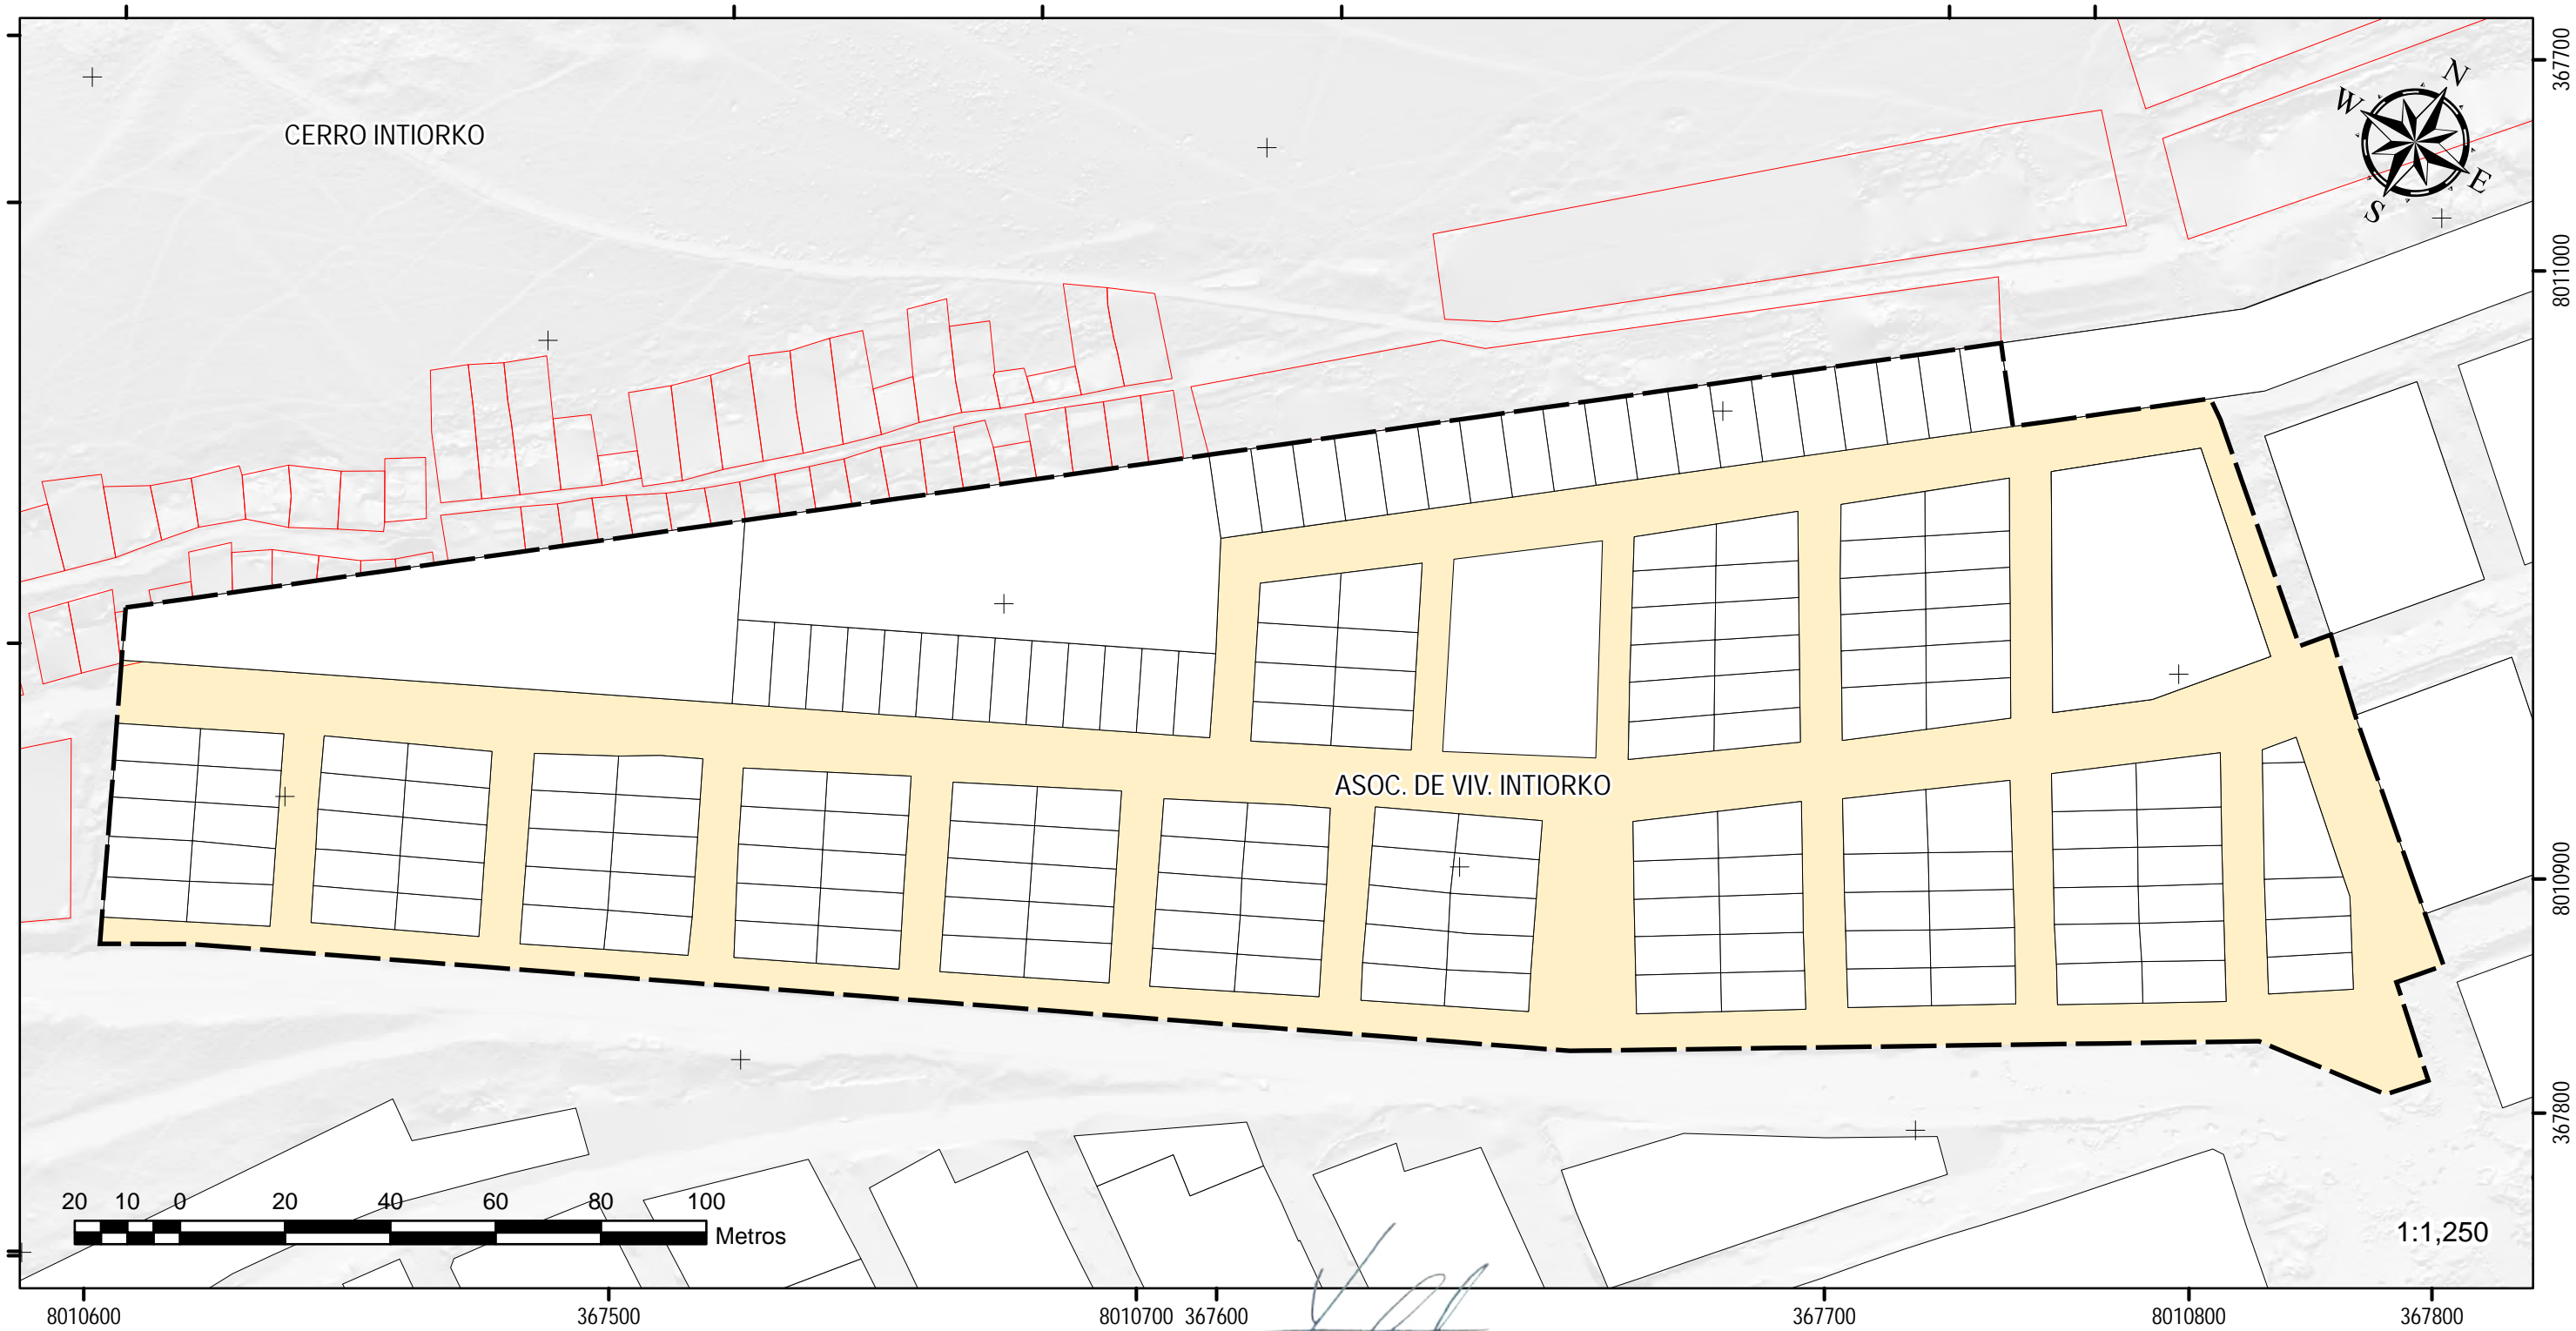 367700
N
W
E
S
CERRO INTIORKO
8011000
ASOC. DE VIV. INTIORKO
8010900
367800
20 10 0 20 40 60 80 100
Metros
1:1,250
8010600 367500 8010700 367600 367700 8010800 367800